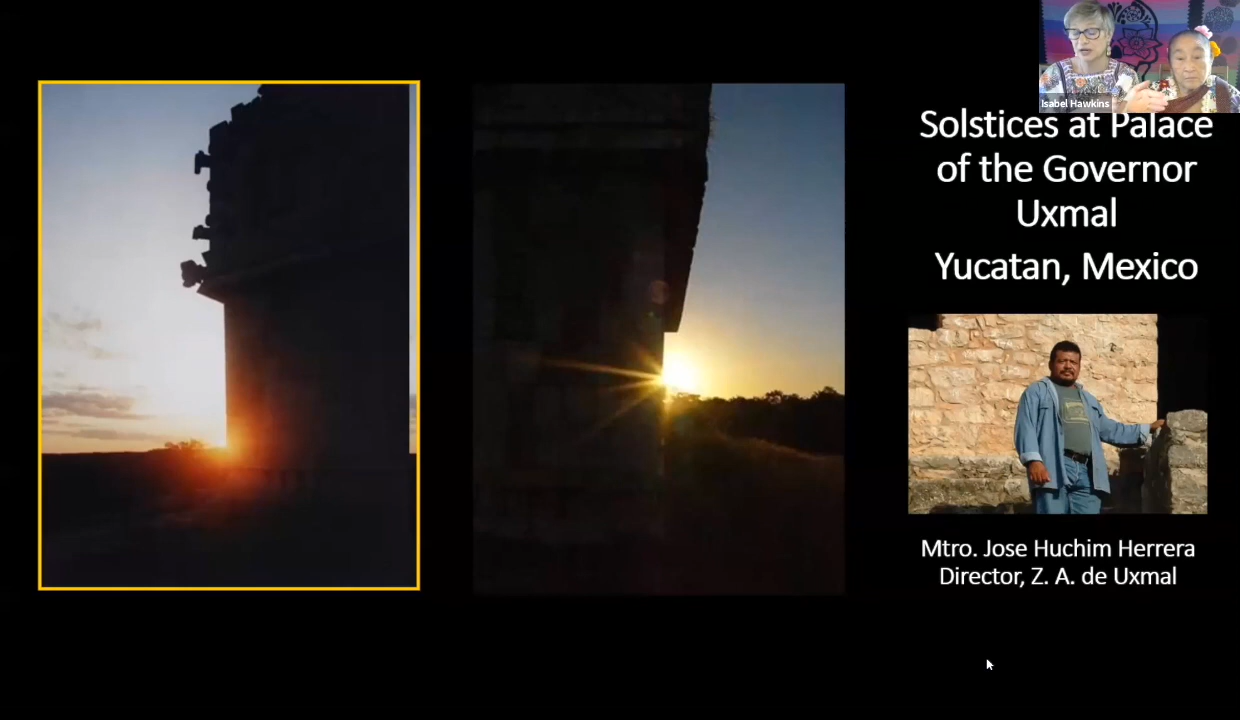 Isabel Hawkins
Solstices at Palace
of the Governor
Uxmal
Yucatan, Mexico
Mtro. Jose Huchim Herrera
Director, Z. A. de Uxmal